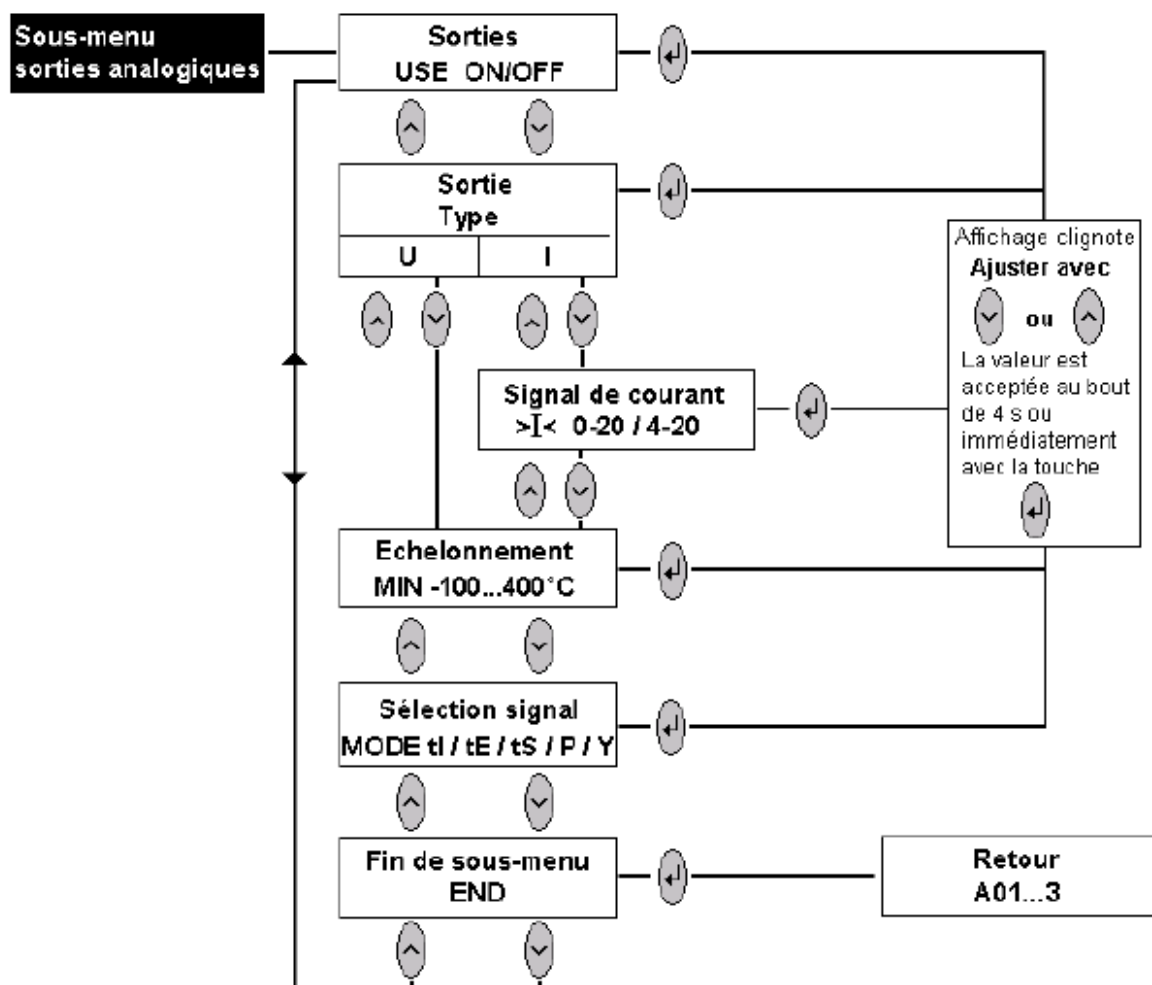 Sous-menu
sorties analogiques
Sorties
USE ON/OFF
Sortie
Type
U
I
Affichage clignote
Ajuster avec
ou
La valeur est
acceptée au bout
de 4 s ou
immédiatement
avec la touche
Signal de courant
>I< 0-20 / 4-20
Echelonnement
MIN -100...400°C
Sélection signal
MODE tI / tE / tS / P / Y
Fin de sous-menu
END
Retour
A01...3